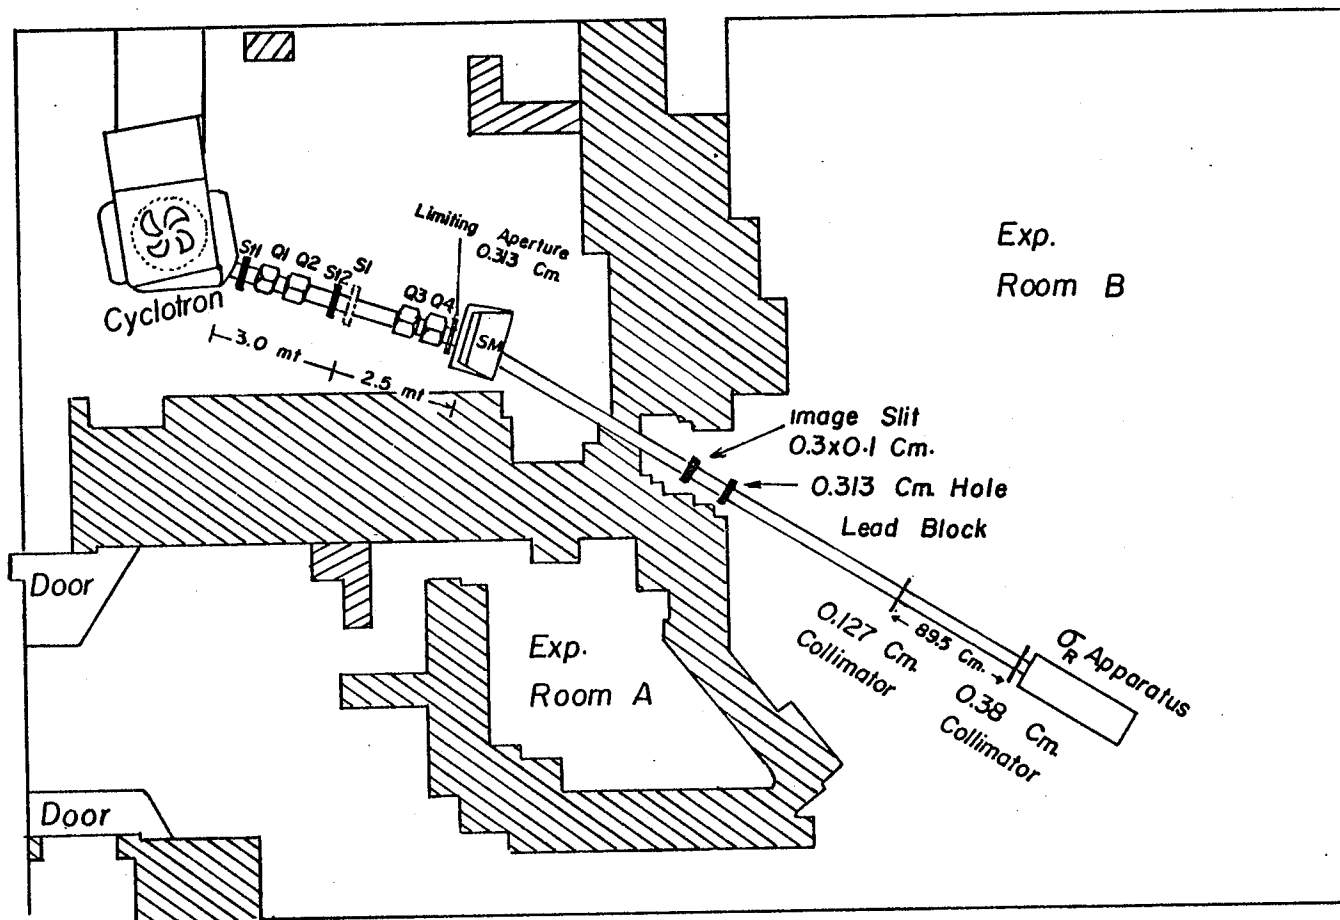 Limiting Aperture
0.313 Cm.
St1 Q1 Q2 St2 S1
Q3 Q4
SM
Cyclotron
3.0 mt
2.5 mt
Exp.
Room B
Image Slit
0.3x0.1 Cm.
0.313 Cm. Hole
Lead Block
Door
Exp.
Room A
0.127 Cm.
Collimator
89.5 Cm.
0.38 Cm.
Collimator
σR Apparatus
Door